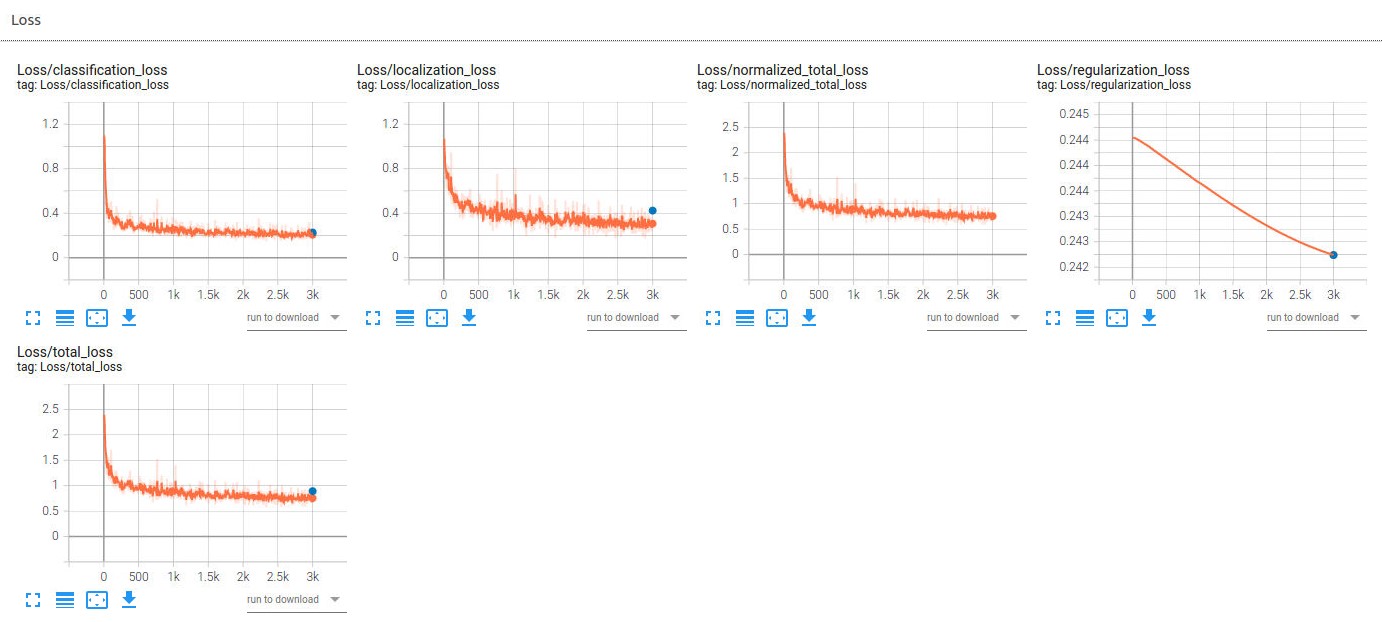 Loss
Loss/classification_loss
tag: Loss/classification_loss
1.2
0.8
0.4
0
0 500 1k 1.5k 2k 2.5k 3k
run to download
Loss/localization_loss
tag: Loss/localization_loss
1.2
0.8
0.4
0
0 500 1k 1.5k 2k 2.5k 3k
run to download
Loss/normalized_total_loss
tag: Loss/normalized_total_loss
2.5
2
1.5
1
0.5
0
0 500 1k 1.5k 2k 2.5k 3k
run to download
Loss/regularization_loss
tag: Loss/regularization_loss
0.245
0.244
0.244
0.244
0.243
0.243
0.242
0 500 1k 1.5k 2k 2.5k 3k
run to download
Loss/total_loss
tag: Loss/total_loss
2.5
2
1.5
1
0.5
0
0 500 1k 1.5k 2k 2.5k 3k
run to download